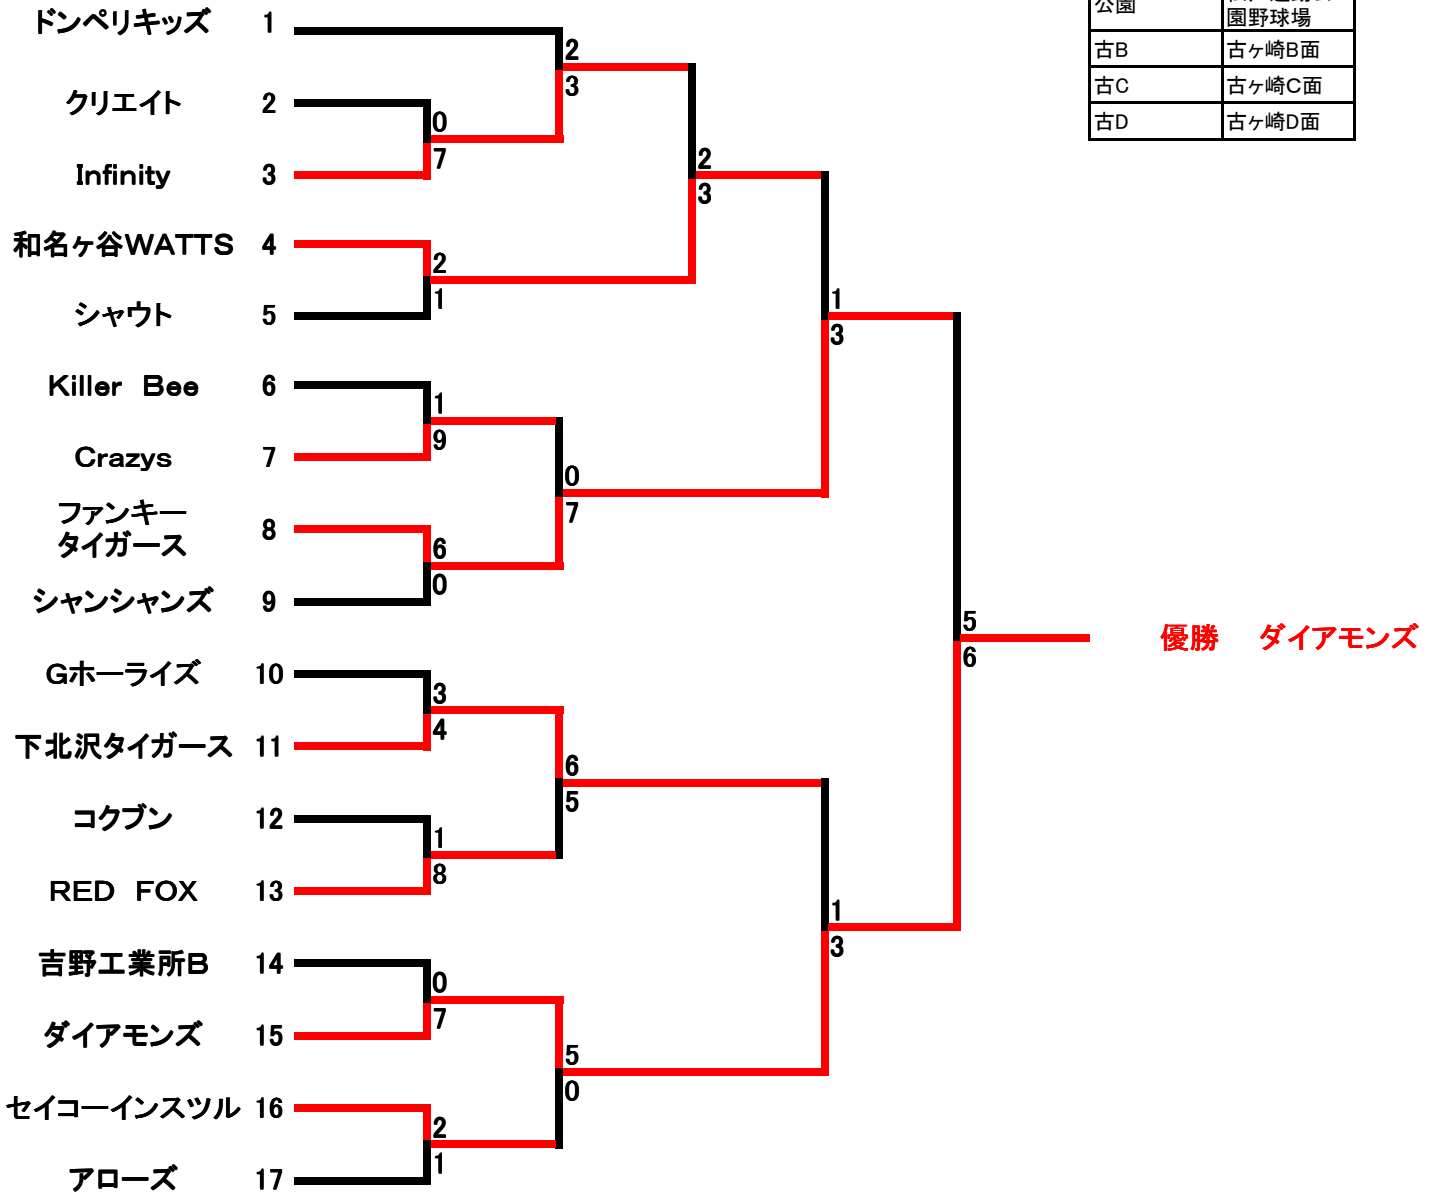 公園
園野球場
古B 古ヶ崎B面
古C 古ヶ崎C面
古D 古ヶ崎D面
ドンペリキッズ 1
2
3
クリエイト 2
0
7
Infinity 3
2
3
和名ヶ谷WATTS 4
2
1
シャウト 5
1
3
Killer Bee 6
1
9
Crazys 7
0
7
ファンキー
タイガース 8
6
0
シャンシャンズ 9
5
6
優勝 ダイアモンズ
Gホーライズ 10
3
4
下北沢タイガース 11
6
5
コクブン 12
1
8
RED FOX 13
1
3
吉野工業所B 14
0
7
ダイアモンズ 15
5
0
セイコーインスツル 16
2
1
アローズ 17